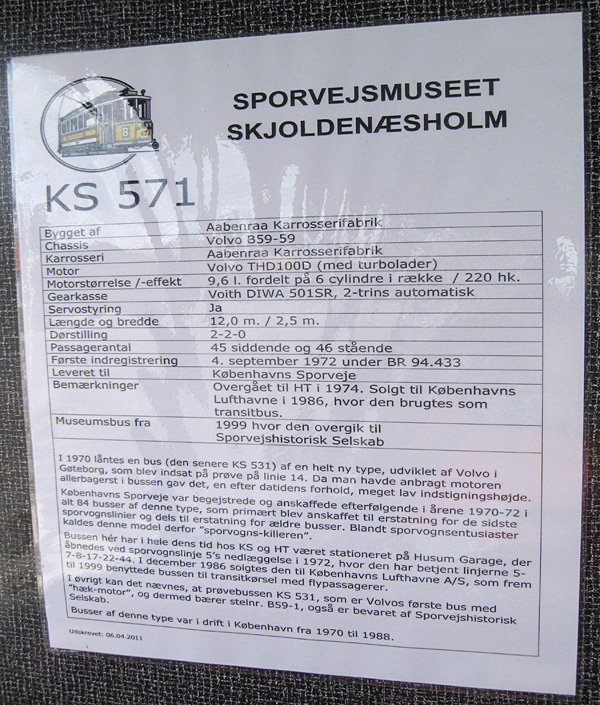 SPORVEJSMUSEET
SKJOLDENÆSHOLM
8
KS 571
Bygget af Aabenraa Karrosserifabrik
Chassis Volvo B59-59
Karrosseri Aabenraa Karrosserifabrik
Motor Volvo THD100D (med turbolader)
Motorstørrelse /-effekt 9,6 l. fordelt på 6 cylindre i række / 220 hk.
Gearkasse Voith DIWA 501SR, 2-trins automatisk
Servostyring Ja
Længde og bredde 12,0 m. / 2,5 m.
Dørstilling 2-2-0
Passagerantal 45 siddende og 46 stående
Første indregistrering 4. september 1972 under BR 94.433
Leveret til Københavns Sporveje
Bemærkninger Overgået til HT i 1974. Solgt til Københavns
Lufthavne i 1986, hvor den brugtes som
transitbus.
Museumsbus fra 1999 hvor den overgik til
Sporvejshistorisk Selskab
I 1970 låntes en bus (den senere KS 531) af en helt ny type, udviklet af Volvo i
Gøteborg, som blev indsat på prøve på linie 14. Da man havde anbragt motoren
allerbagerst i bussen gav det, en efter datidens forhold, meget lav indstigningshøjde.
Københavns Sporveje var begejstrede og anskaffede efterfølgende i årene 1970-72 i
alt 84 busser af denne type, som primært blev anskaffet til erstatning for de sidste
sporvognslinier og dels til erstatning for ældre busser. Blandt sporvognsentusiaster
kaldes denne model derfor "sporvogns-killeren".
Bussen hér har i hele dens tid hos KS og HT været stationeret på Husum Garage, der
åbnedes ved sporvognslinje 5's nedlæggelse i 1972, hvor den har betjent linjerne 5-
7-8-17-22-44. I december 1986 solgtes den til Københavns Lufthavne A/S, som frem
til 1999 benyttede bussen til transitkørsel med flypassagerer.
I øvrigt kan det nævnes, at prøvebussen KS 531, som er Volvos første bus med
"hæk-motor", og dermed bærer stelnr. B59-1, også er bevaret af Sporvejshistorisk
Selskab.
Busser af denne type var i drift i København fra 1970 til 1988.
Udskrevet: 06.04.2011